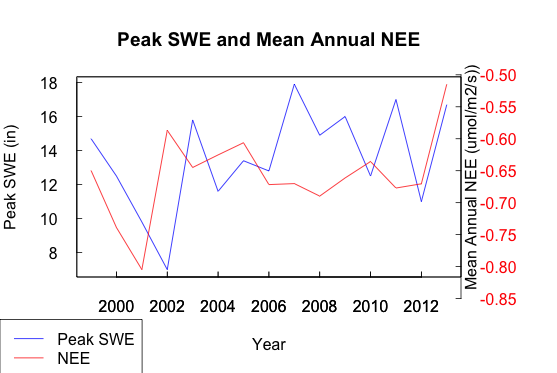 Peak SWE and Mean Annual NEE
Peak SWE (in)
18
16
14
12
10
8
Mean Annual NEE (umol/m2/s))
-0.50
-0.55
-0.60
-0.65
-0.70
-0.75
-0.80
-0.85
2000 2002 2004 2006 2008 2010 2012
Year
Peak SWE
NEE